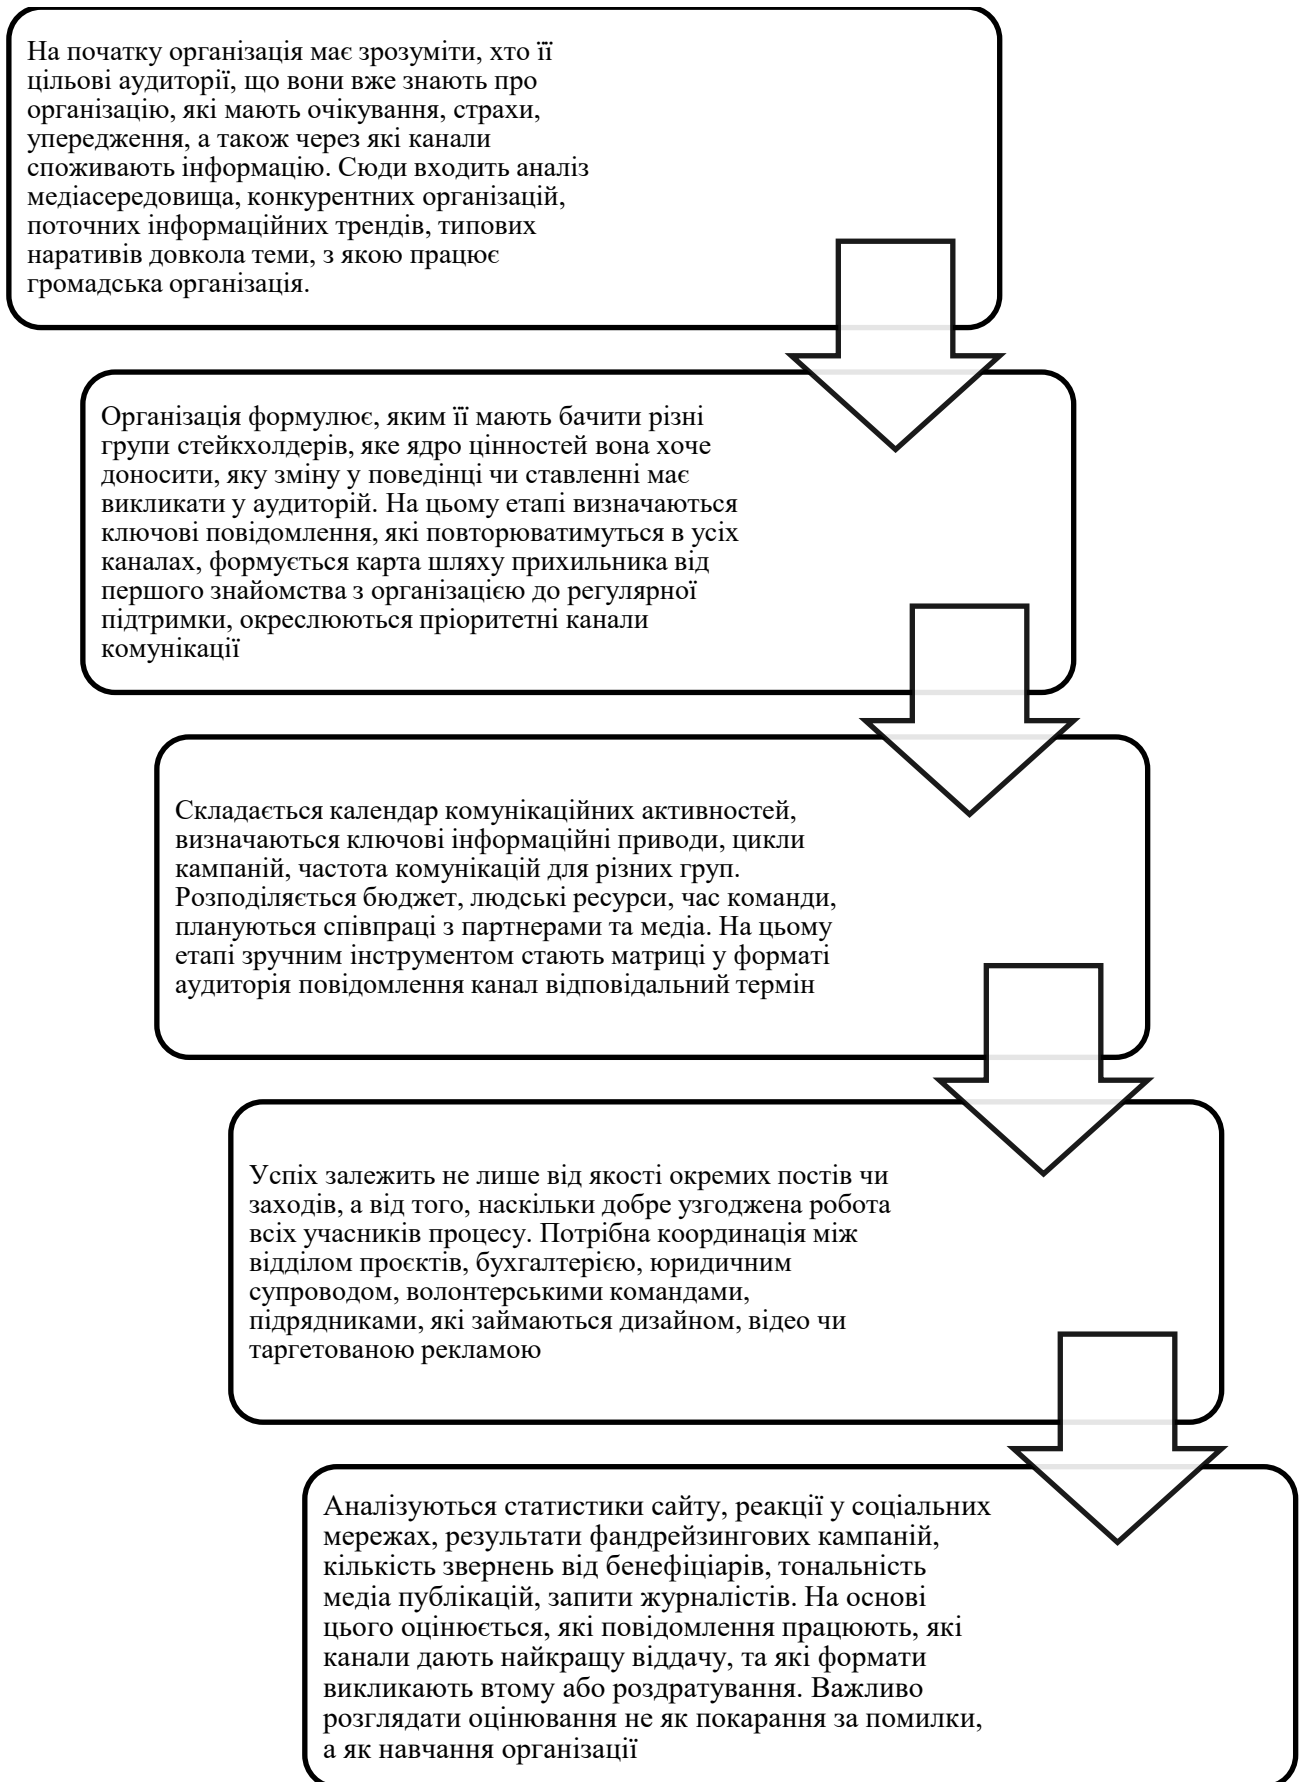 На початку організація має зрозуміти, хто її
цільові аудиторії, що вони вже знають про
організацію, які мають очікування, страхи,
упередження, а також через які канали
споживають інформацію. Сюди входить аналіз
медіасередовища, конкурентних організацій,
поточних інформаційних трендів, типових
наративів довкола теми, з якою працює
громадська організація.
Організація формулює, яким її мають бачити різні
групи стейкхолдерів, яке ядро цінностей вона хоче
доносити, яку зміну у поведінці чи ставленні має
викликати у аудиторій. На цьому етапі визначаються
ключові повідомлення, які повторюватимуться в усіх
каналах, формується карта шляху прихильника від
першого знайомства з організацією до регулярної
підтримки, окреслюються пріоритетні канали
комунікації
Складається календар комунікаційних активностей,
визначаються ключові інформаційні приводи, цикли
кампаній, частота комунікацій для різних груп.
Розподіляється бюджет, людські ресурси, час команди,
плануються співпраці з партнерами та медіа. На цьому
етапі зручним інструментом стають матриці у форматі
аудиторія повідомлення канал відповідальний термін
Успіх залежить не лише від якості окремих постів чи
заходів, а від того, наскільки добре узгоджена робота
всіх учасників процесу. Потрібна координація між
відділом проєктів, бухгалтерією, юридичним
супроводом, волонтерськими командами,
підрядниками, які займаються дизайном, відео чи
таргетованою рекламою
Аналізуються статистики сайту, реакції у соціальних
мережах, результати фандрейзингових кампаній,
кількість звернень від бенефіціарів, тональність
медіа публікацій, запити журналістів. На основі
цього оцінюється, які повідомлення працюють, які
канали дають найкращу віддачу, та які формати
викликають втому або роздратування. Важливо
розглядати оцінювання не як покарання за помилки,
а як навчання організації